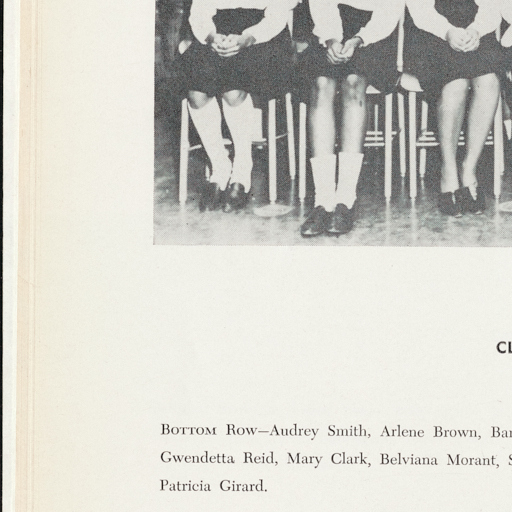 CL
Bottom Row—Audrey Smith, Arlene Brown, Bar
Gwendetta Reid, Mary Clark, Belviana Morant, S
Patricia Girard.